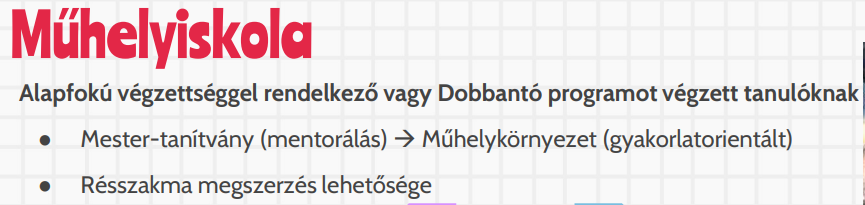 Műhelyiskola
Alapfokú végzettséggel rendelkező vagy Dobbantó programot végzett tanulóknak
● Mester-tanítvány (mentorálás) → Műhelykörnyezet (gyakorlatorientált)
● Résszakma megszerzés lehetősége